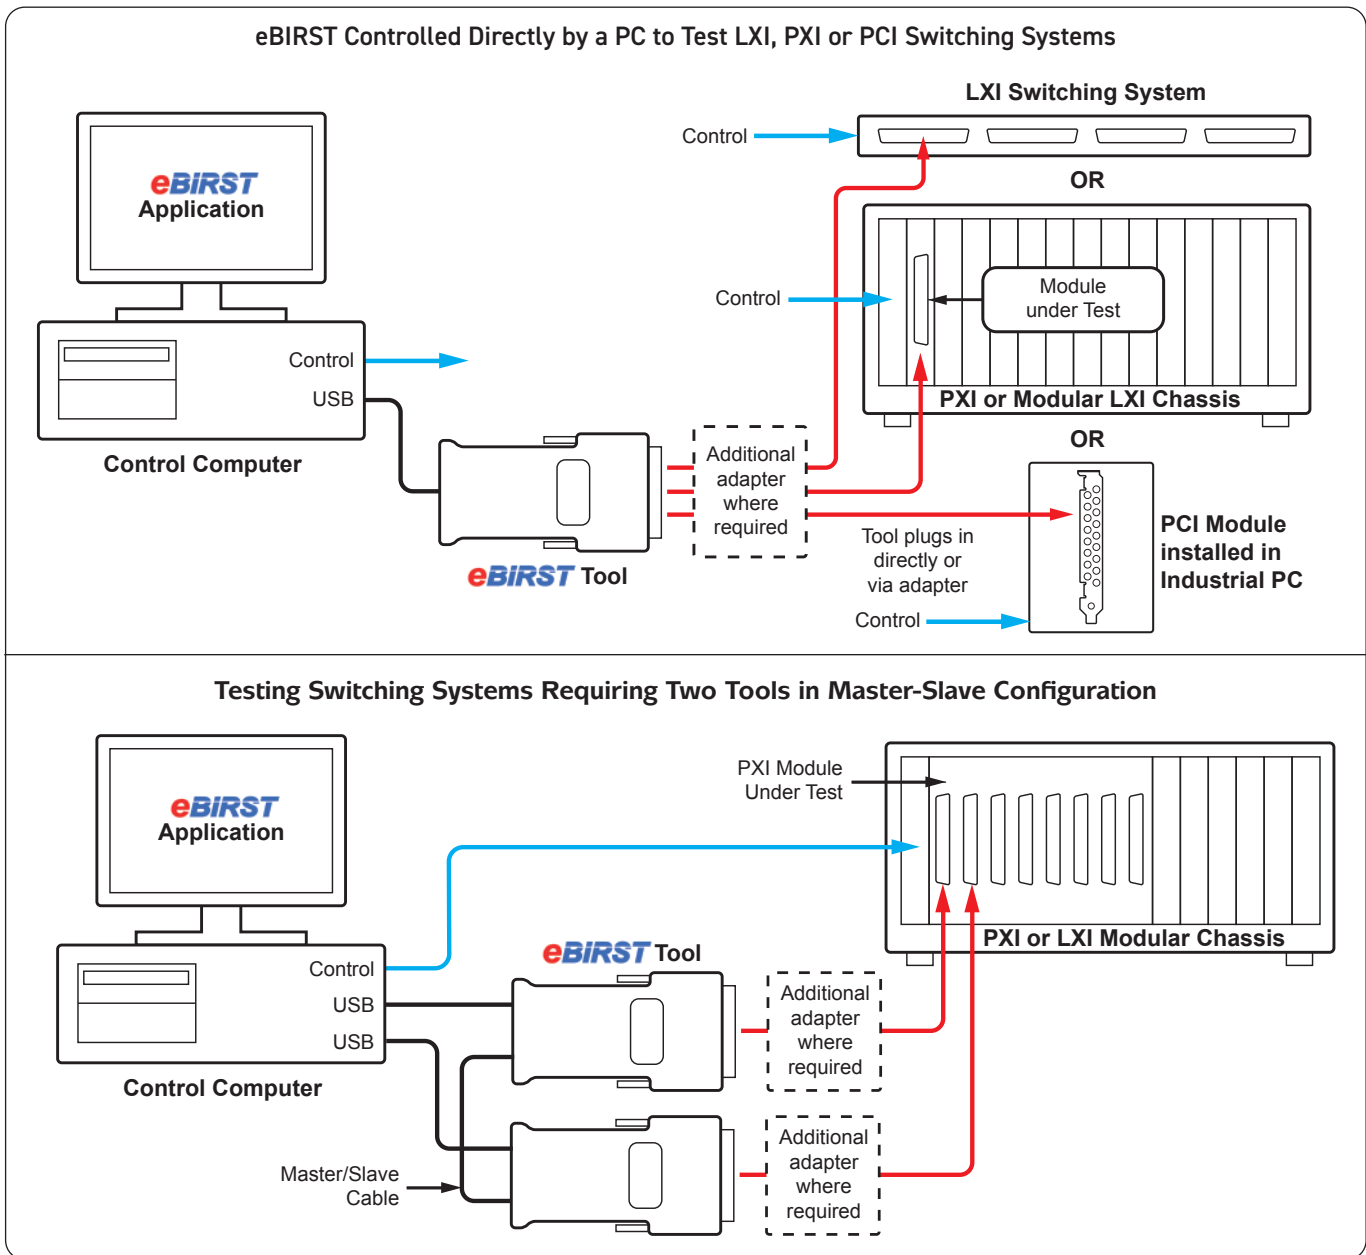 eBIRST Controlled Directly by a PC to Test LXI, PXI or PCI Switching Systems
eBIRST
Application
Control
USB
Control Computer
eBIRST Tool
Additional
adapter
where
required
LXI Switching System
Control
OR
Control
Module
under Test
PXI or Modular LXI Chassis
OR
Tool plugs in
directly or
via adapter
Control
PCI Module
installed in
Industrial PC
Testing Switching Systems Requiring Two Tools in Master-Slave Configuration
eBIRST
Application
Control
USB
USB
Control Computer
PXI Module
Under Test
PXI or LXI Modular Chassis
eBIRST Tool
Additional
adapter
where
required
Master/Slave
Cable
Additional
adapter
where
required